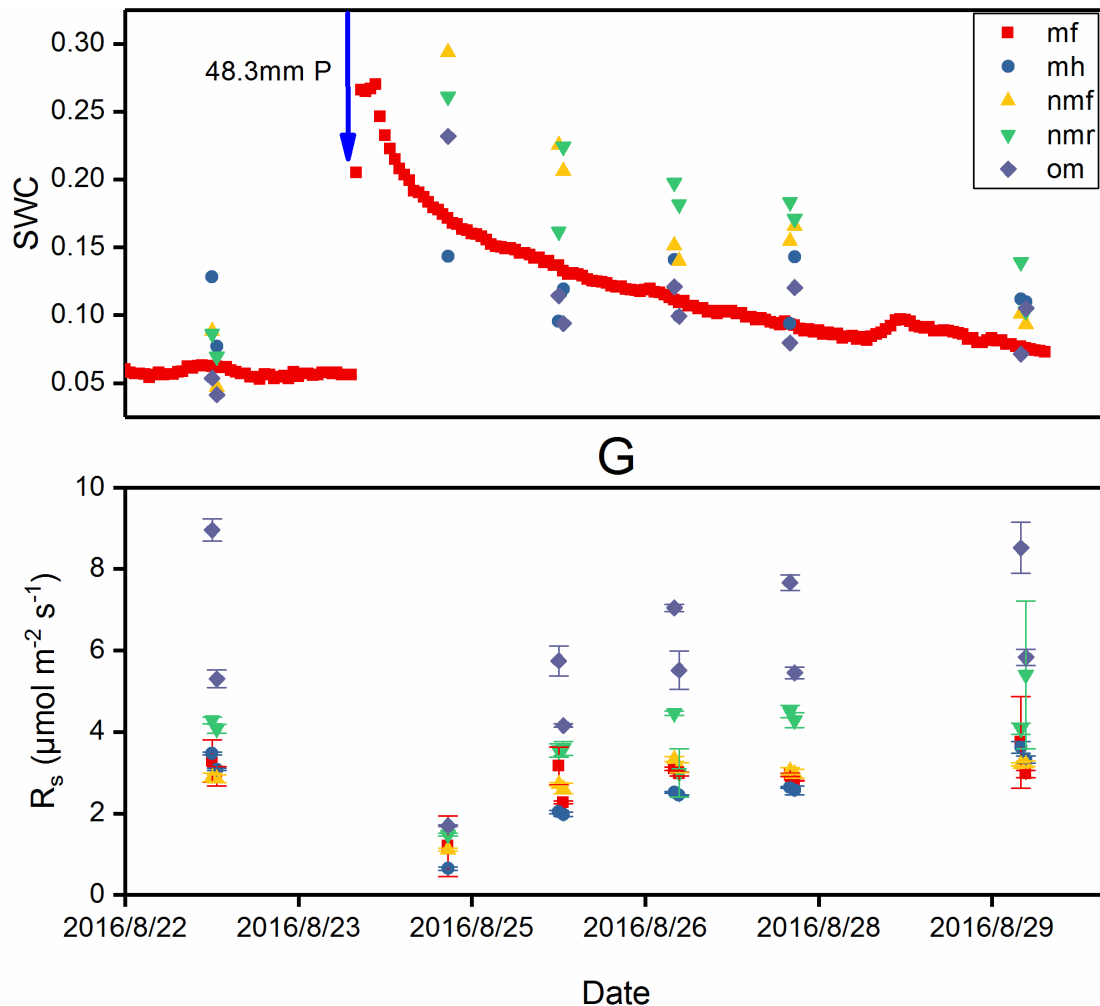 0.30
0.25
0.20
0.15
0.10
0.05
SWC
48.3mm P
mf
mh
nmf
nmr
om
G
10
8
6
4
2
0
Rs (μmol m-2 s-1)
2016/8/22 2016/8/23 2016/8/25 2016/8/26 2016/8/28 2016/8/29
Date